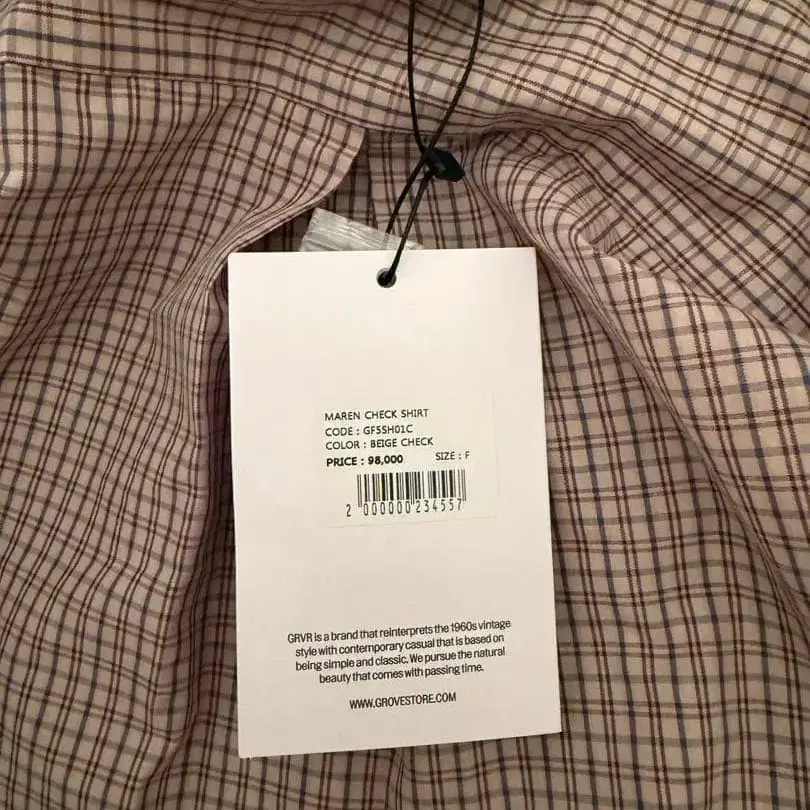 MAREN CHECK SHIRT
CODE : GF5SH01C
COLOR : BEIGE CHECK
PRICE : 98,000 SIZE : F
2 000000 234557
GRVR is a brand that reinterprets the 1960s vintage
style with contemporary casual that is based on
being simple and classic. We pursue the natural
beauty that comes with passing time.
WWW.GROVESTORE.COM